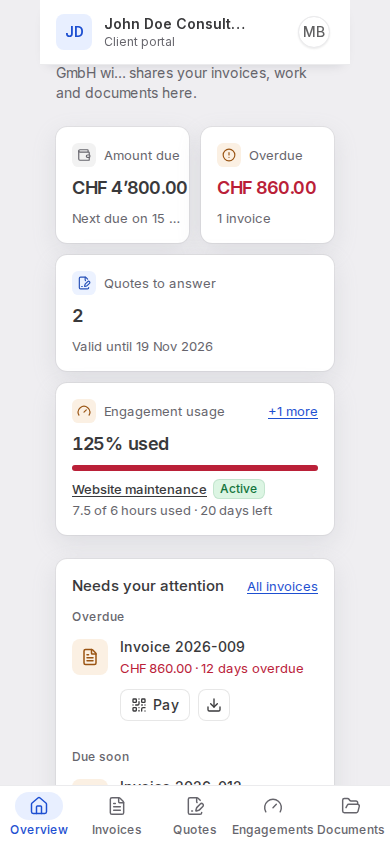 JD
John Doe Consult…
Client portal
MB
GmbH wi… shares your invoices, work
and documents here.
Amount due
CHF 4’800.00
Next due on 15 …
Overdue
CHF 860.00
1 invoice
Quotes to answer
2
Valid until 19 Nov 2026
Engagement usage
+1 more
125% used
Website maintenance
Active
7.5 of 6 hours used · 20 days left
Needs your attention
All invoices
Overdue
Invoice 2026-009
CHF 860.00 · 12 days overdue
Pay
Due soon
Overview
Invoices
Quotes
Engagements
Documents